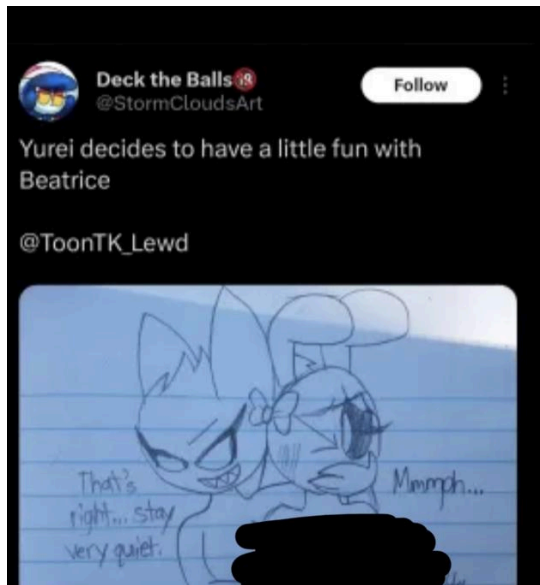 Deck the Balls🔞
@StormCloudsArt
Follow
Yurei decides to have a little fun with
Beatrice
@ToonTK_Lewd
That's
right... stay
very quiet.
Mmmph...